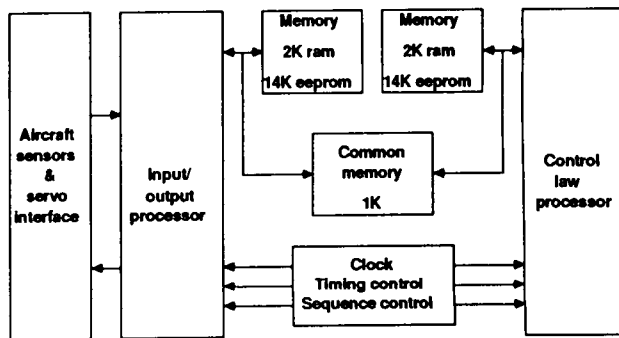 Aircraft
sensors
&
servo
interface
Input/
output
processor
Memory
2K ram
14K eeprom
Memory
2K ram
14K eeprom
Common
memory
1K
Clock
Timing control
Sequence control
Control
law
processor